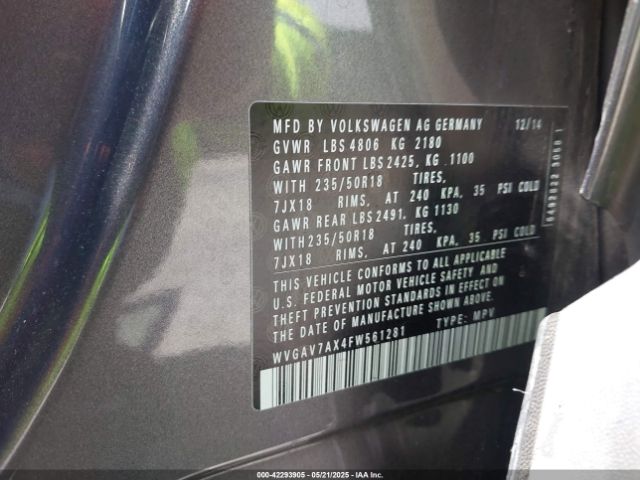 MFD BY VOLKSWAGEN AG GERMANY 12/14
GVWR LBS 4806 KG 2180
GAWR FRONT LBS 2425, KG 1100
WITH 235/50R18 TIRES,
7JX18 RIMS, AT 240 KPA, 35 PSI COLD
GAWR REAR LBS 2491, KG 1130
WITH 235/50R18 TIRES,
7JX18 RIMS, AT 240 KPA, 35 PSI COLD
THIS VEHICLE CONFORMS TO ALL APPLICABLE
U.S. FEDERAL MOTOR VEHICLE SAFETY AND
THEFT PREVENTION STANDARDS IN EFFECT ON
THE DATE OF MANUFACTURE SHOWN ABOVE.
WVGAV7AX4FW561281 TYPE: MPV
000-42293905 - 05/21/2025 - IAAI Account